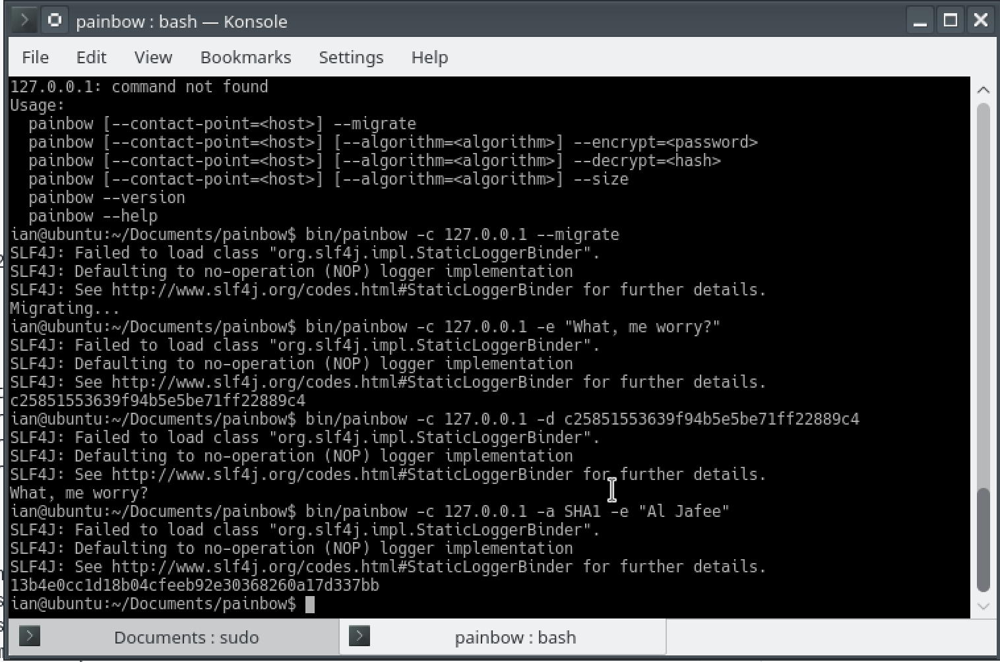 painbow : bash — Konsole
File Edit View Bookmarks Settings Help
127.0.0.1: command not found
Usage:
  painbow [--contact-point=<host>] --migrate
  painbow [--contact-point=<host>] [--algorithm=<algorithm>] --encrypt=<password>
  painbow [--contact-point=<host>] [--algorithm=<algorithm>] --decrypt=<hash>
  painbow [--contact-point=<host>] [--algorithm=<algorithm>] --size
  painbow --version
  painbow --help
ian@ubuntu:~/Documents/painbow$ bin/painbow -c 127.0.0.1 --migrate
SLF4J: Failed to load class "org.slf4j.impl.StaticLoggerBinder".
SLF4J: Defaulting to no-operation (NOP) logger implementation
SLF4J: See http://www.slf4j.org/codes.html#StaticLoggerBinder for further details.
Migrating...
ian@ubuntu:~/Documents/painbow$ bin/painbow -c 127.0.0.1 -e "What, me worry?"
SLF4J: Failed to load class "org.slf4j.impl.StaticLoggerBinder".
SLF4J: Defaulting to no-operation (NOP) logger implementation
SLF4J: See http://www.slf4j.org/codes.html#StaticLoggerBinder for further details.
c25851553639f94b5e5be71ff22889c4
ian@ubuntu:~/Documents/painbow$ bin/painbow -c 127.0.0.1 -d c25851553639f94b5e5be71ff22889c4
SLF4J: Failed to load class "org.slf4j.impl.StaticLoggerBinder".
SLF4J: Defaulting to no-operation (NOP) logger implementation
SLF4J: See http://www.slf4j.org/codes.html#StaticLoggerBinder for further details.
What, me worry?
ian@ubuntu:~/Documents/painbow$ bin/painbow -c 127.0.0.1 -a SHA1 -e "Al Jafee"
SLF4J: Failed to load class "org.slf4j.impl.StaticLoggerBinder".
SLF4J: Defaulting to no-operation (NOP) logger implementation
SLF4J: See http://www.slf4j.org/codes.html#StaticLoggerBinder for further details.
13b4e0cc1d18b04cfeeb92e30368260a17d337bb
ian@ubuntu:~/Documents/painbow$
Documents : sudo painbow : bash